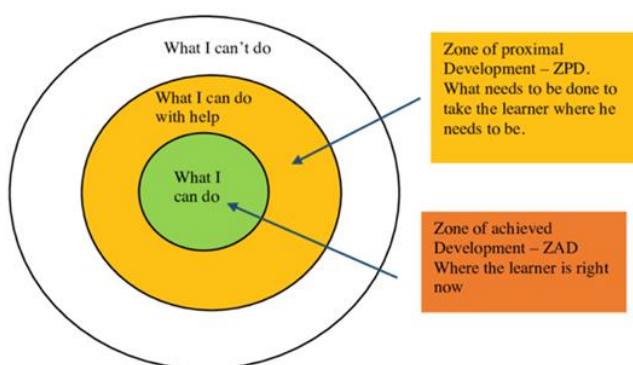 What I can't do
What I can do
with help
What I
can do
Zone of proximal
Development – ZPD.
What needs to be done to
take the learner where he
needs to be.
Zone of achieved
Development – ZAD
Where the learner is right
now